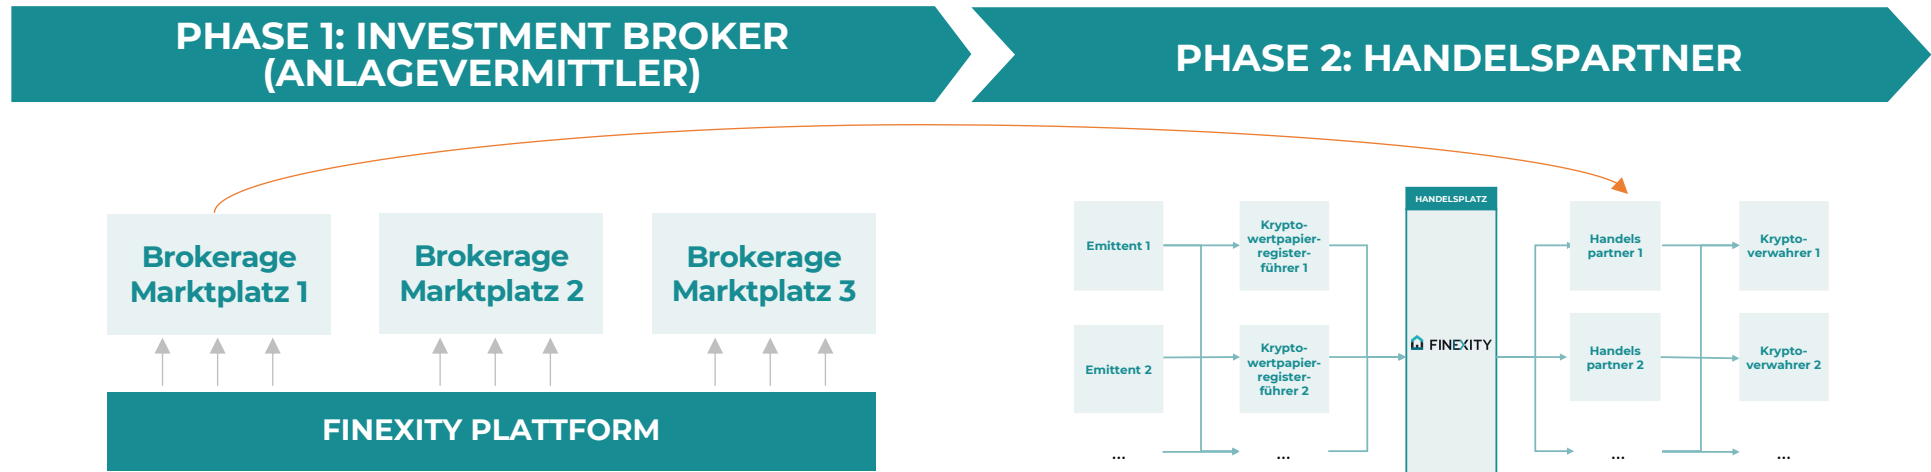 PHASE 1: INVESTMENT BROKER
(ANLAGEVERMITTLER)
PHASE 2: HANDELSPARTNER
Brokerage
Marktplatz 1
Brokerage
Marktplatz 2
Brokerage
Marktplatz 3
FINEXITY PLATTFORM
Emittent 1
Emittent 2
...
Krypto-
wertpapier-
register-
führer 1
Krypto-
wertpapier-
register-
führer 2
...
HANDELSPLATZ
FINEXITY
Handels
partner 1
Handels
partner 2
...
Krypto-
verwahrer 1
Krypto-
verwahrer 2
...